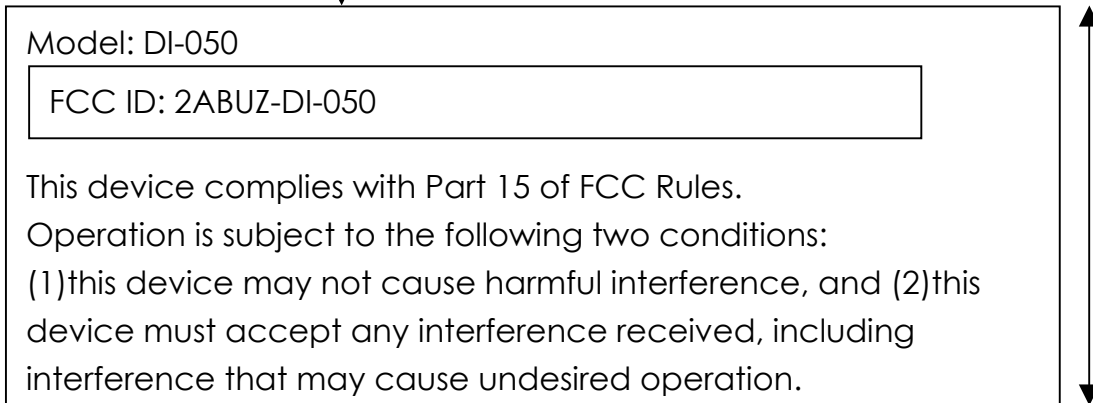 Model: DI-050
FCC ID: 2ABUZ-DI-050
This device complies with Part 15 of FCC Rules.
Operation is subject to the following two conditions:
(1)this device may not cause harmful interference, and (2)this
device must accept any interference received, including
interference that may cause undesired operation.